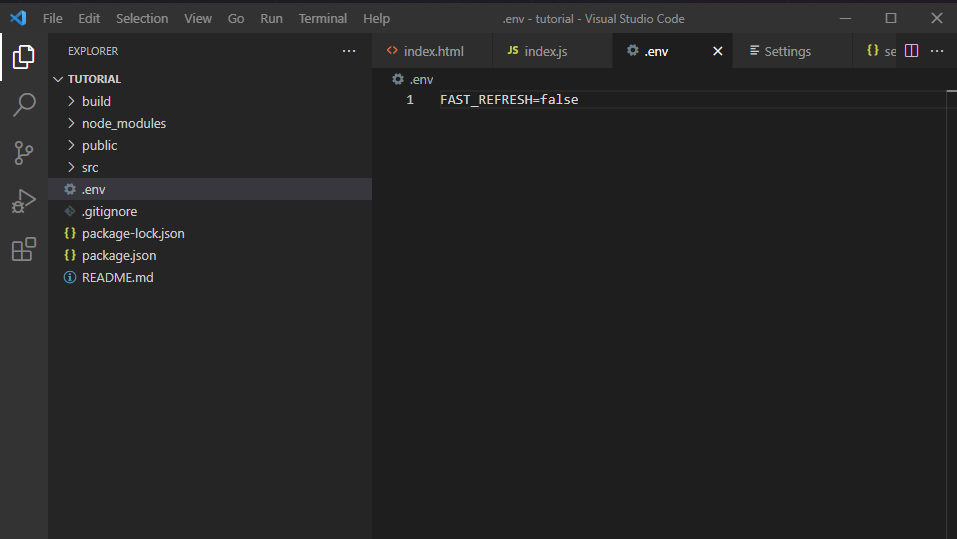 File Edit Selection View Go Run Terminal Help .env - tutorial - Visual Studio Code
EXPLORER
TUTORIAL
build
node_modules
public
src
.env
.gitignore
package-lock.json
package.json
README.md
index.html JS index.js .env Settings se
.env
1 FAST_REFRESH=false